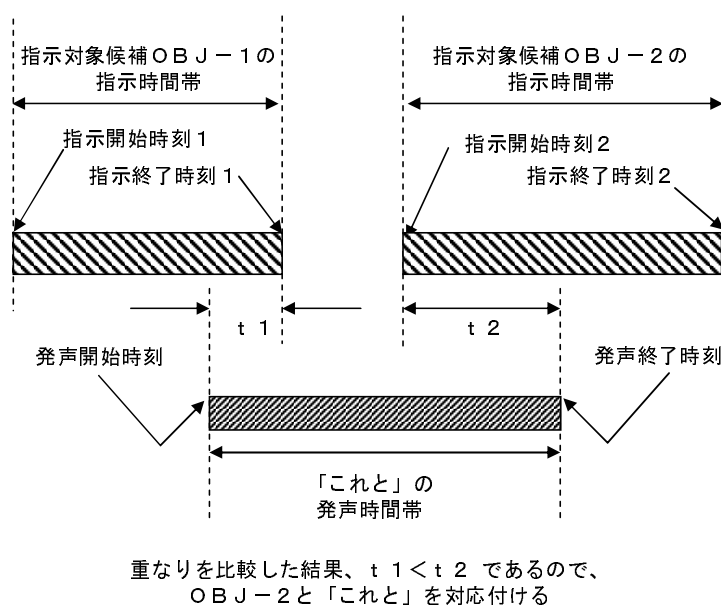 指示対象候補ＯＢＪ－１の
指示時間帯
指示対象候補ＯＢＪ－２の
指示時間帯
指示開始時刻１
指示終了時刻１
指示開始時刻２
指示終了時刻２
ｔ１
ｔ２
発声開始時刻
発声終了時刻
「これと」の
発声時間帯
重なりを比較した結果、ｔ１＜ｔ２ であるので、
ＯＢＪ－２と「これと」を対応付ける